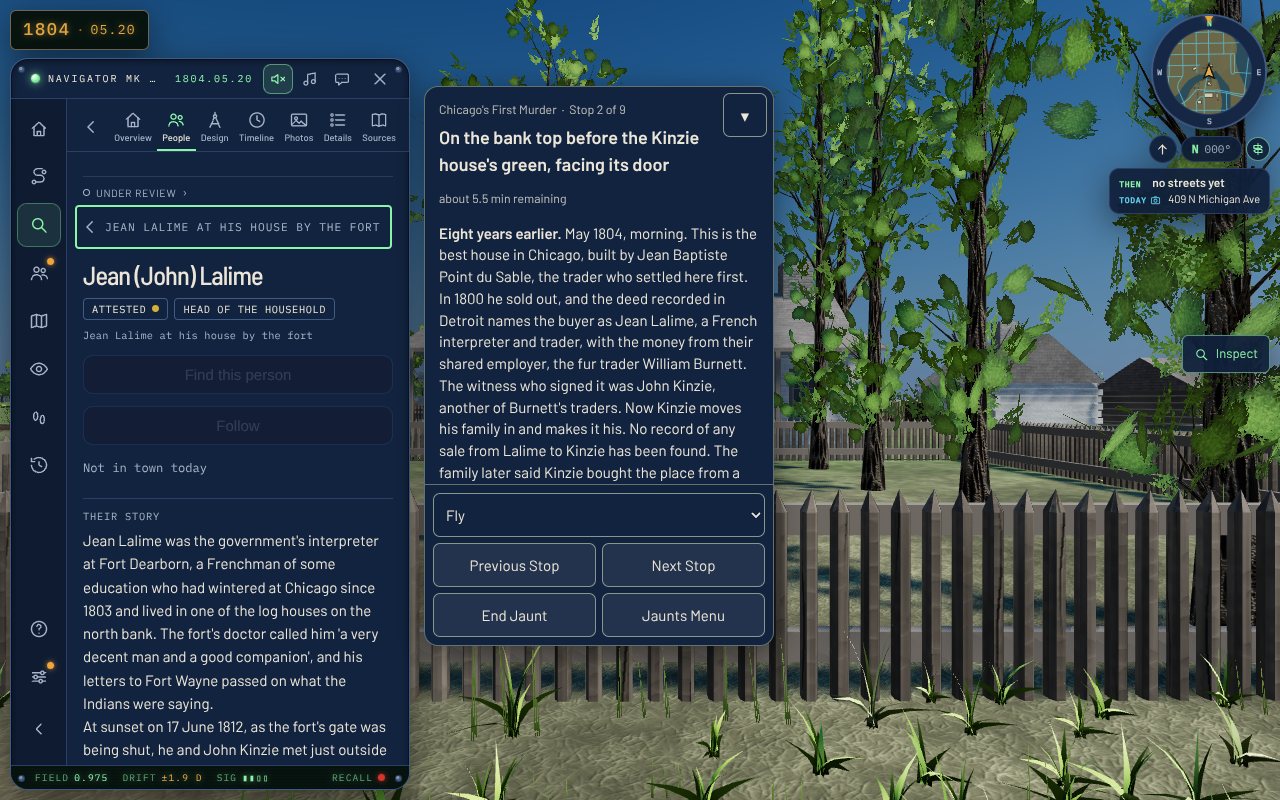 1804 · 05.20
NAVIGATOR MK …
1804.05.20
Overview
People
Design
Timeline
Photos
Details
Sources
UNDER REVIEW ›
JEAN LALIME AT HIS HOUSE BY THE FORT
Jean (John) Lalime
ATTESTED
HEAD OF THE HOUSEHOLD
Jean Lalime at his house by the fort
Find this person
Follow
Not in town today
THEIR STORY
Jean Lalime was the government's interpreter
at Fort Dearborn, a Frenchman of some
education who had wintered at Chicago since
1803 and lived in one of the log houses on the
north bank. The fort's doctor called him 'a very
decent man and a good companion', and his
letters to Fort Wayne passed on what the
Indians were saying.
At sunset on 17 June 1812, as the fort's gate was
being shut, he and John Kinzie met just outside
FIELD 0.975
DRIFT ±1.9 D
SIG
RECALL
Chicago's First Murder · Stop 2 of 9
▼
On the bank top before the Kinzie
house's green, facing its door
about 5.5 min remaining
Eight years earlier. May 1804, morning. This is the
best house in Chicago, built by Jean Baptiste
Point du Sable, the trader who settled here first.
In 1800 he sold out, and the deed recorded in
Detroit names the buyer as Jean Lalime, a French
interpreter and trader, with the money from their
shared employer, the fur trader William Burnett.
The witness who signed it was John Kinzie,
another of Burnett's traders. Now Kinzie moves
his family in and makes it his. No record of any
sale from Lalime to Kinzie has been found. The
family later said Kinzie bought the place from a
Fly
Previous Stop
Next Stop
End Jaunt
Jaunts Menu
N
W
E
S
N 000°
THEN no streets yet
TODAY 409 N Michigan Ave
Inspect